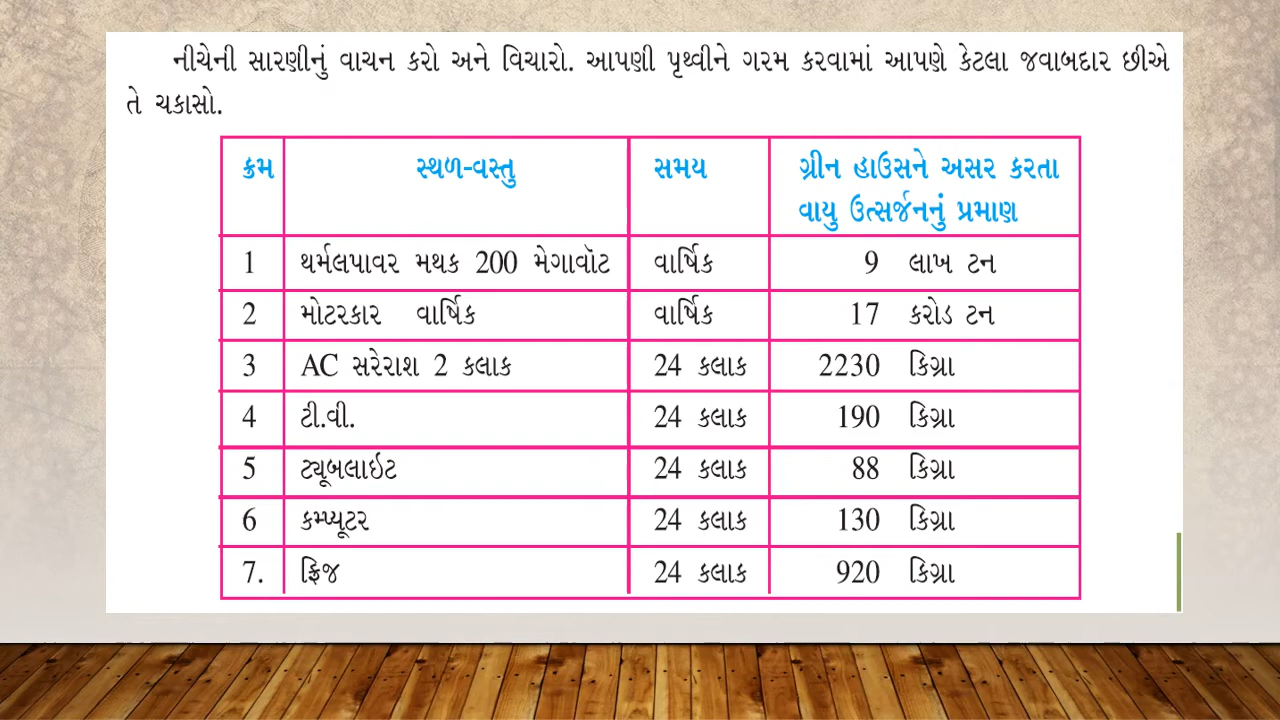 નીચેની સારણીનું વાચન કરો અને વિચારો. આપણી પૃથ્વીને ગરમ કરવામાં આપણે કેટલા જવાબદાર છીએ
તે ચકાસો.
ક્રમ સ્થળ-વસ્તુ સમય ગ્રીન હાઉસને અસર કરતા
વાયુ ઉત્સર્જનનું પ્રમાણ
1 થર્મલપાવર મથક 200 મેગાવૉટ વાર્ષિક 9 લાખ ટન
2 મોટરકાર વાર્ષિક વાર્ષિક 17 કરોડ ટન
3 AC સરેરાશ 2 કલાક 24 કલાક 2230 કિગ્રા
4 ટી.વી. 24 કલાક 190 કિગ્રા
5 ટ્યૂબલાઇટ 24 કલાક 88 કિગ્રા
6 કમ્પ્યૂટર 24 કલાક 130 કિગ્રા
7. ફ્રિજ 24 કલાક 920 કિગ્રા